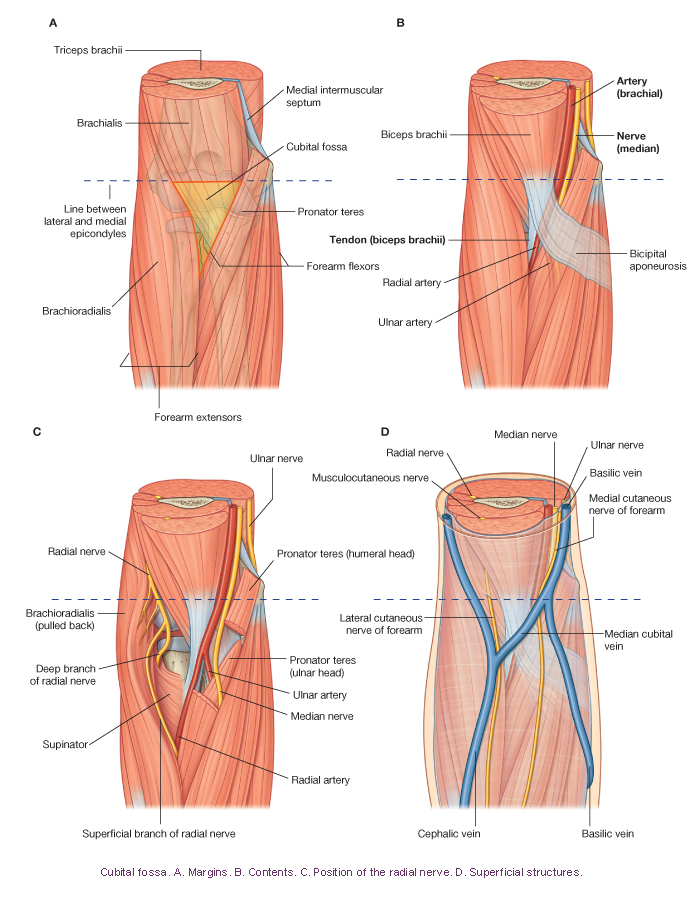 A
Triceps brachii
Medial intermuscular
septum
Brachialis
Cubital fossa
Line between
lateral and medial
epicondyles
Pronator teres
Forearm flexors
Brachioradialis
Forearm extensors
B
Artery
(brachial)
Biceps brachii
Nerve
(median)
Tendon (biceps brachii)
Bicipital
aponeurosis
Radial artery
Ulnar artery
C
Ulnar nerve
Radial nerve
Pronator teres (humeral head)
Brachioradialis
(pulled back)
Deep branch
of radial nerve
Pronator teres
(ulnar head)
Ulnar artery
Median nerve
Supinator
Radial artery
Superficial branch of radial nerve
D
Median nerve
Radial nerve
Ulnar nerve
Musculocutaneous nerve
Basilic vein
Medial cutaneous
nerve of forearm
Lateral cutaneous
nerve of forearm
Median cubital
vein
Cephalic vein
Basilic vein
Cubital fossa. A. Margins. B. Contents. C. Position of the radial nerve. D. Superficial structures.